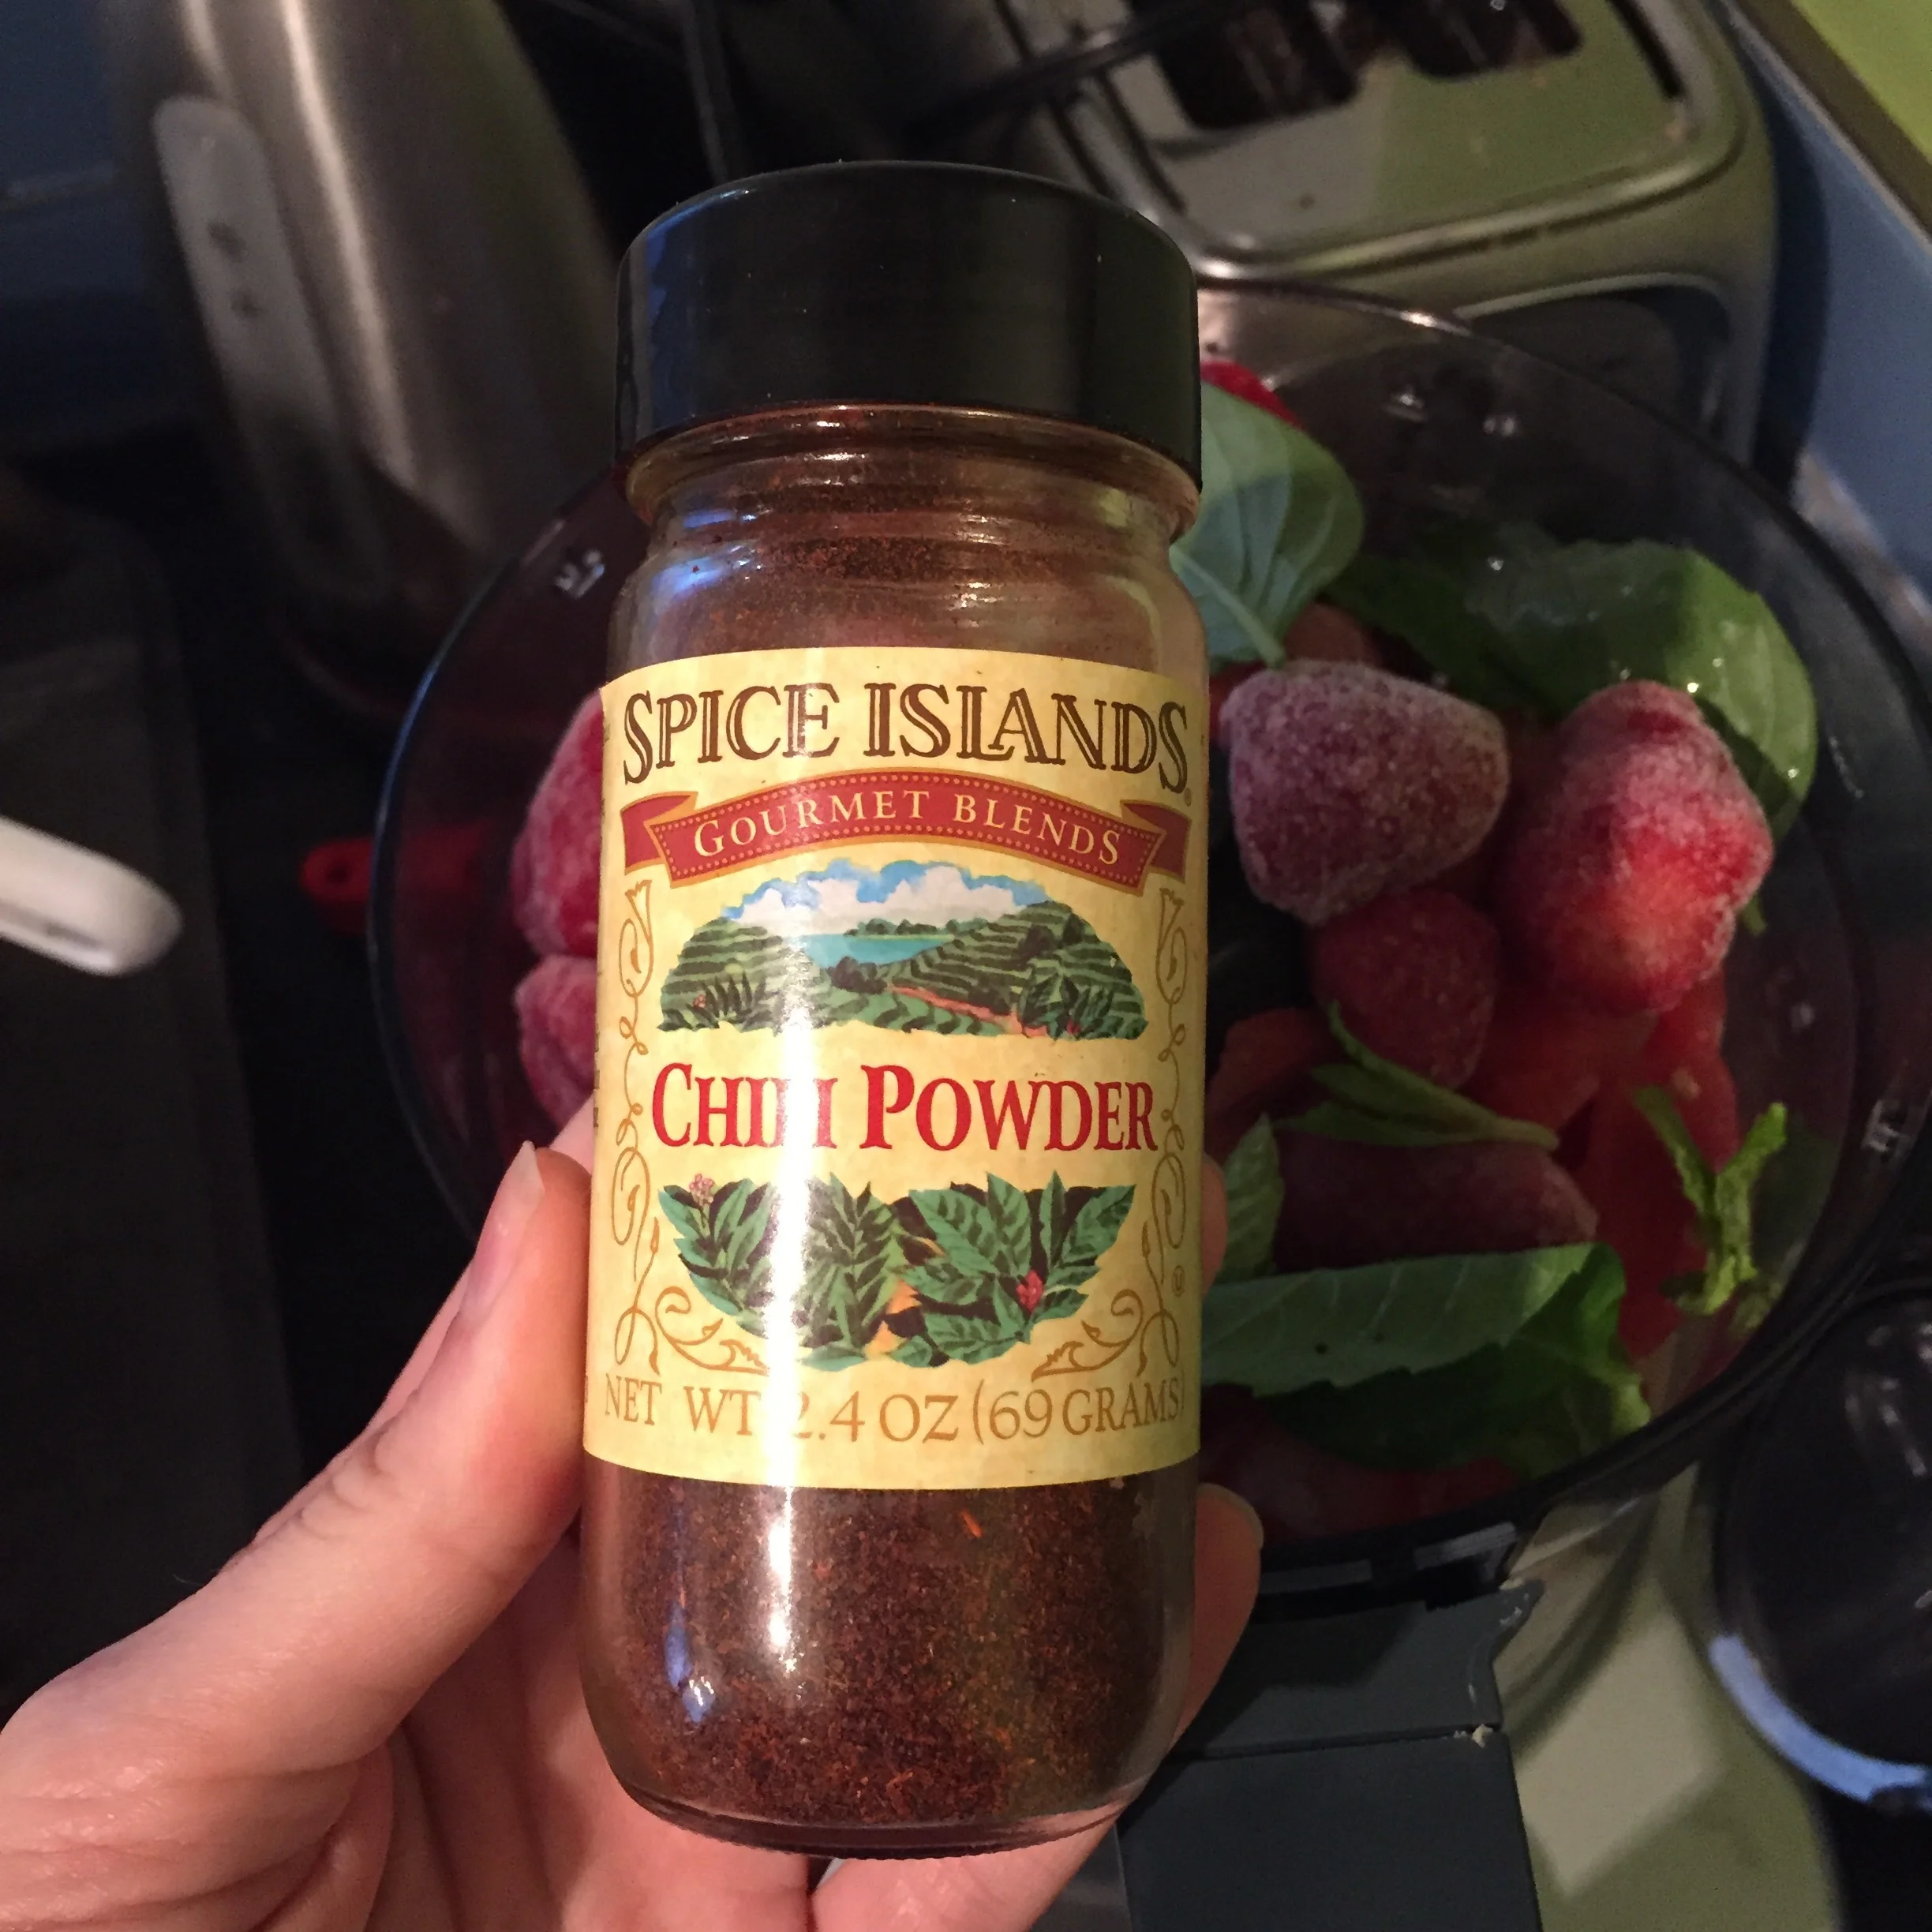 SPICE ISLANDS®
GOURMET BLENDS
CHILI POWDER
NET WT 2.4 OZ (69 GRAMS)